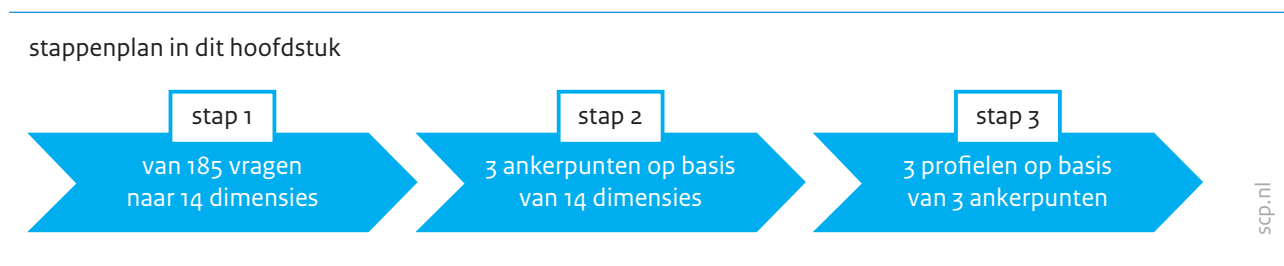 stappenplan in dit hoofdstuk
stap 1
van 185 vragen
naar 14 dimensies
stap 2
3 ankerpunten op basis
van 14 dimensies
stap 3
3 profielen op basis
van 3 ankerpunten
scp.nl